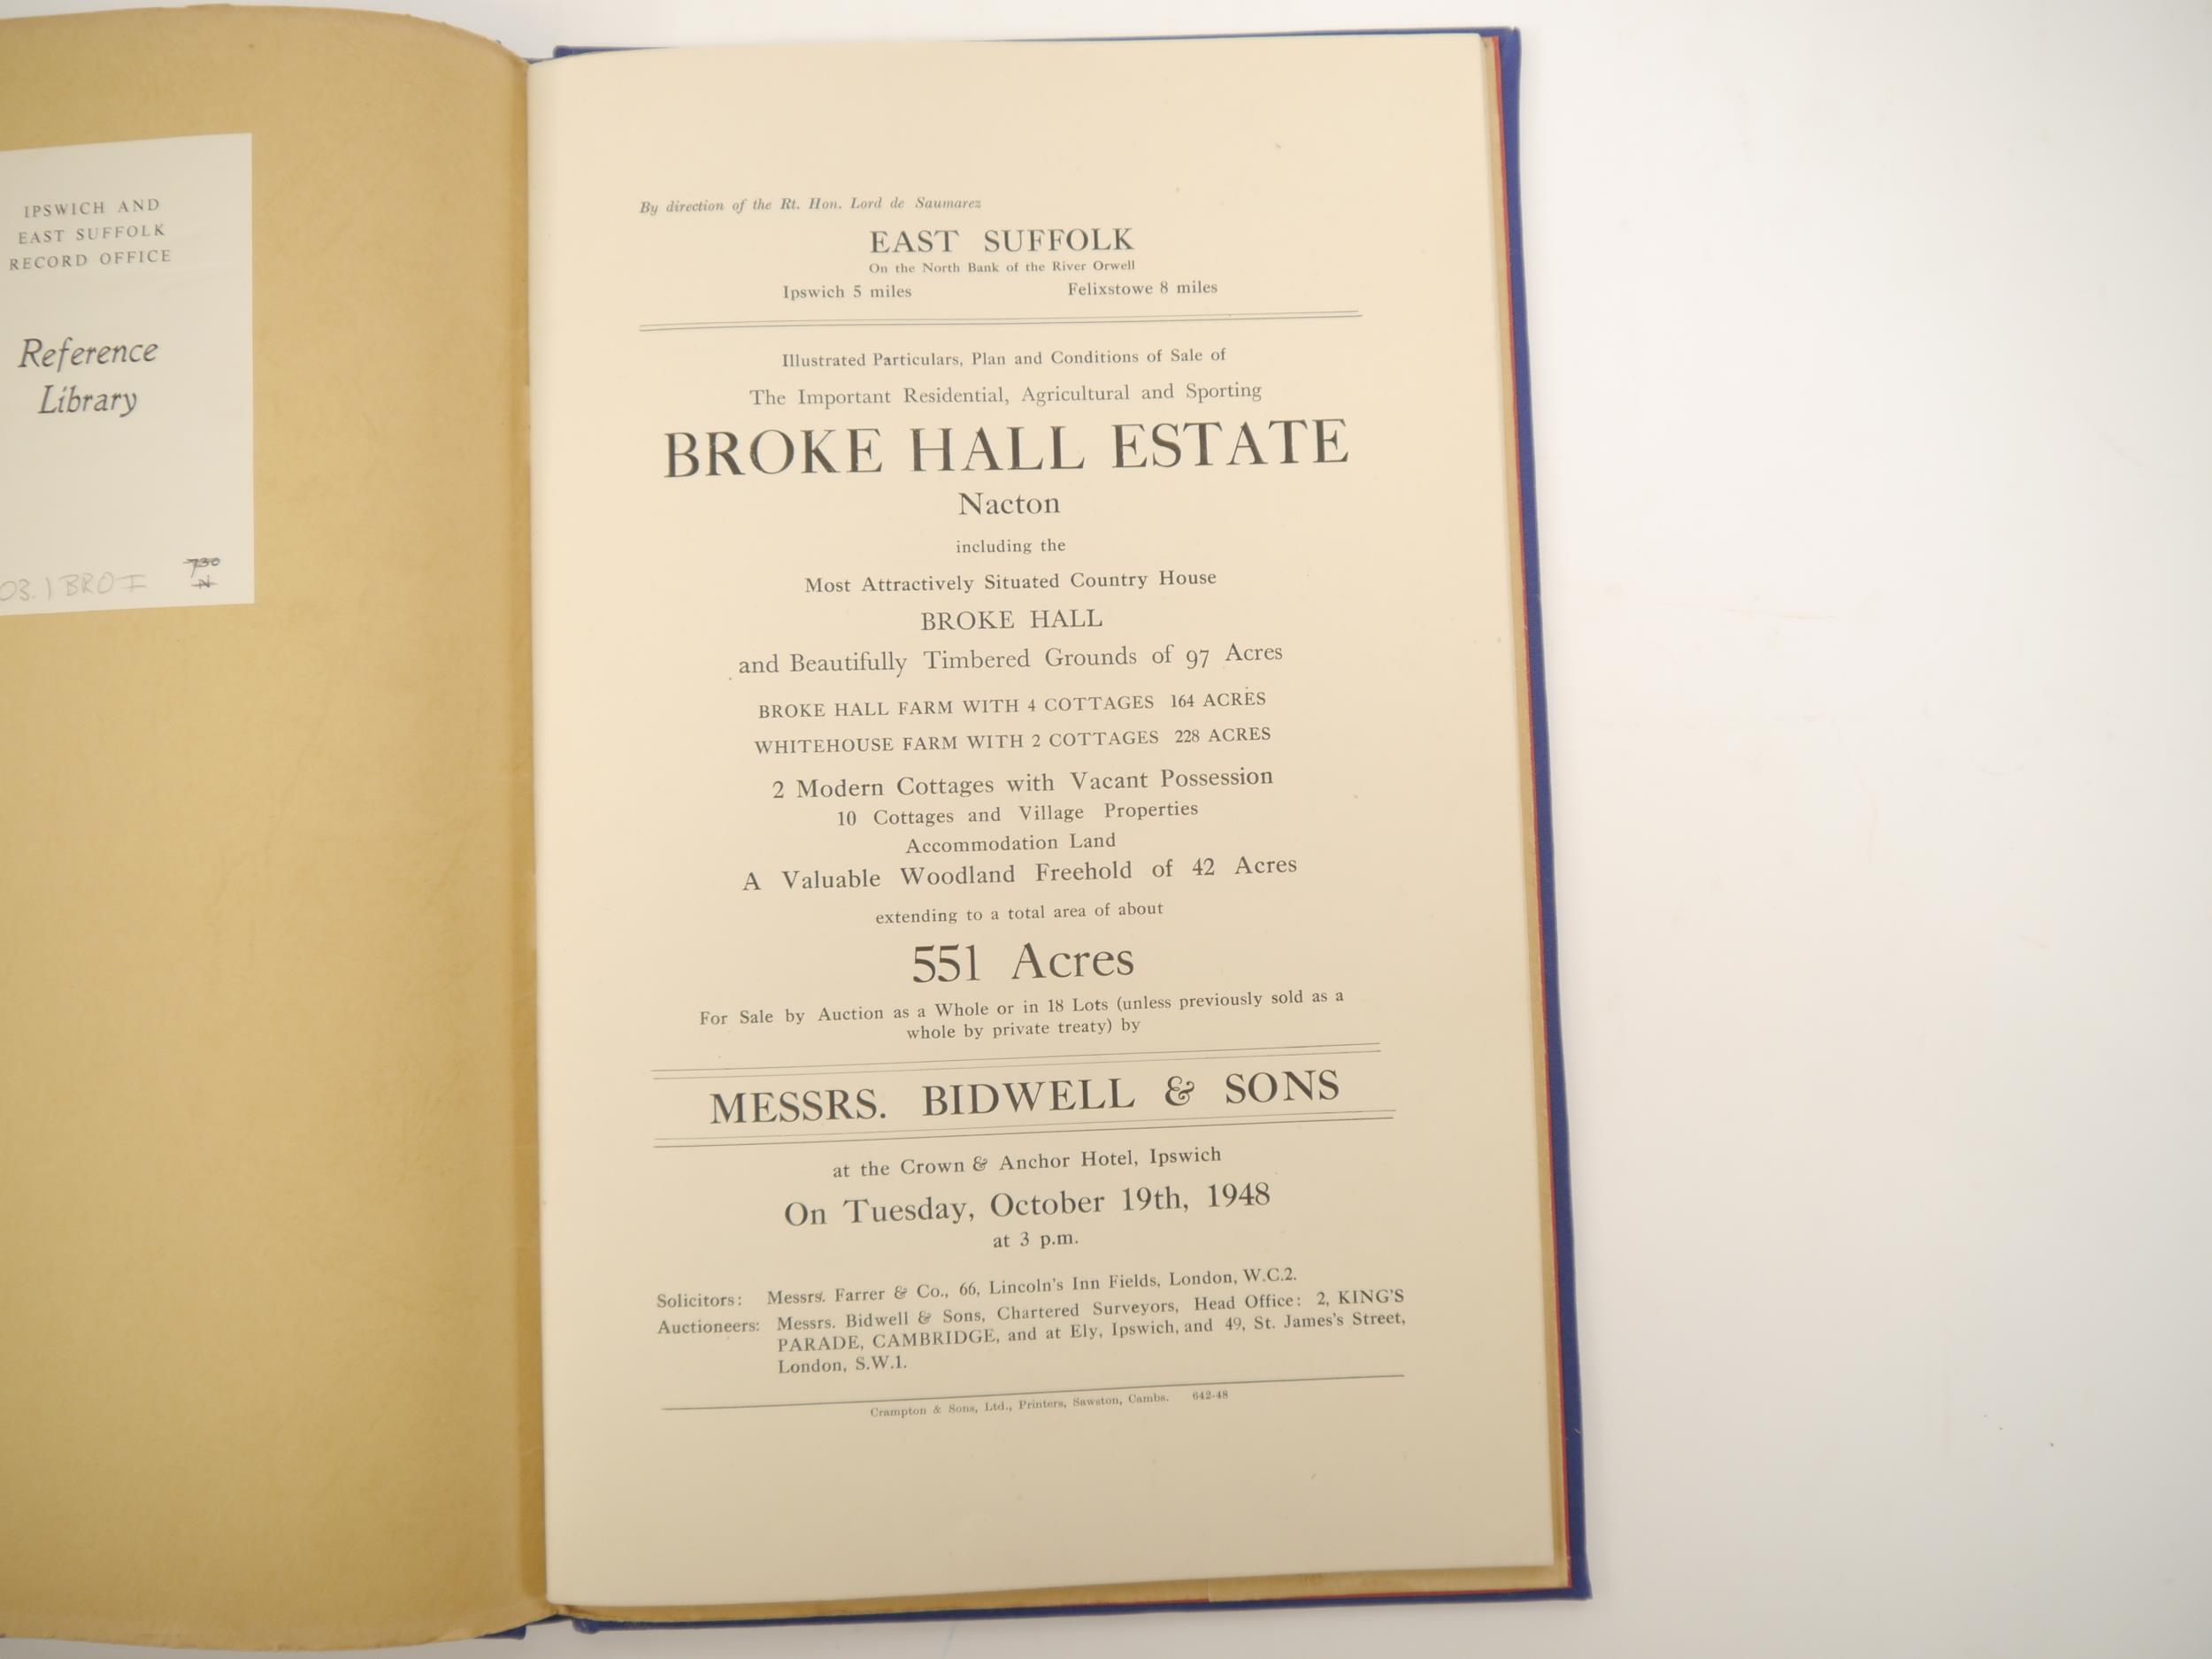 IPSWICH AND
EAST SUFFOLK
RECORD OFFICE
Reference
Library
03.1 BRO I
730
N
By direction of the Rt. Hon. Lord de Saumarez
EAST SUFFOLK
On the North Bank of the River Orwell
Ipswich 5 miles Felixstowe 8 miles
Illustrated Particulars, Plan and Conditions of Sale of
The Important Residential, Agricultural and Sporting
BROKE HALL ESTATE
Nacton
including the
Most Attractively Situated Country House
BROKE HALL
and Beautifully Timbered Grounds of 97 Acres
BROKE HALL FARM WITH 4 COTTAGES 164 ACRES
WHITEHOUSE FARM WITH 2 COTTAGES 228 ACRES
2 Modern Cottages with Vacant Possession
10 Cottages and Village Properties
Accommodation Land
A Valuable Woodland Freehold of 42 Acres
extending to a total area of about
551 Acres
For Sale by Auction as a Whole or in 18 Lots (unless previously sold as a
whole by private treaty) by
MESSRS. BIDWELL & SONS
at the Crown & Anchor Hotel, Ipswich
On Tuesday, October 19th, 1948
at 3 p.m.
Solicitors: Messrs. Farrer & Co., 66, Lincoln's Inn Fields, London, W.C.2.
Auctioneers: Messrs. Bidwell & Sons, Chartered Surveyors, Head Office: 2, KING'S
PARADE, CAMBRIDGE, and at Ely, Ipswich, and 49, St. James's Street,
London, S.W.1.
Crampton & Sons, Ltd., Printers, Sawston, Cambs. 642-48